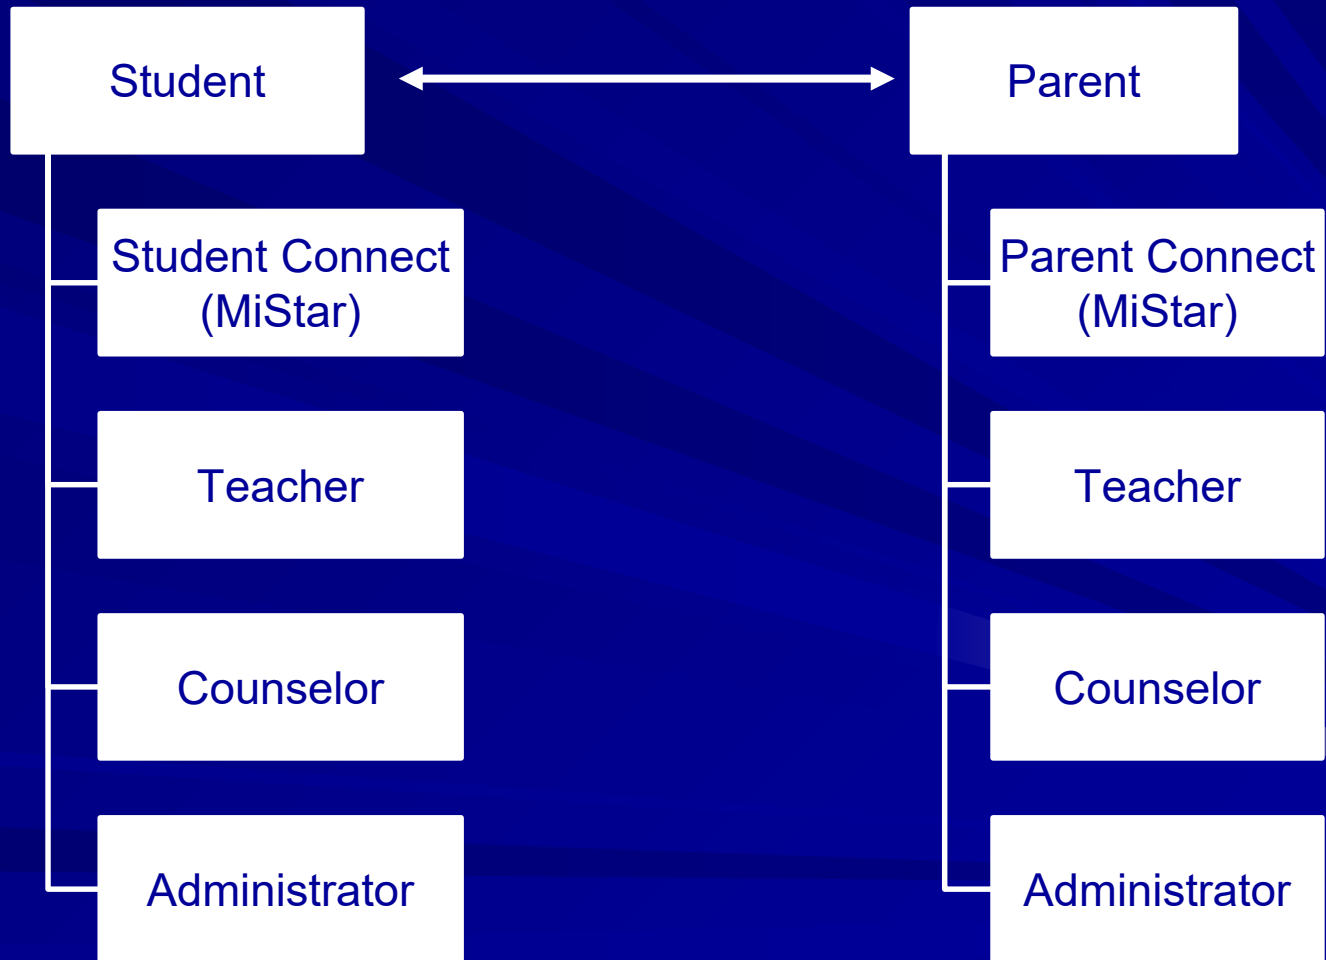 Student
Parent
Student Connect
(MiStar)
Parent Connect
(MiStar)
Teacher
Teacher
Counselor
Counselor
Administrator
Administrator